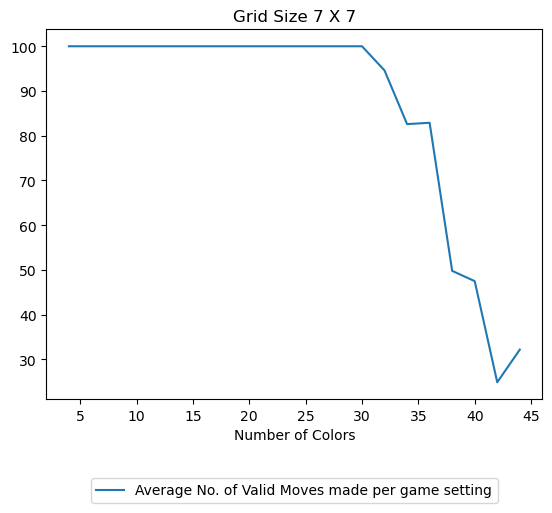 Grid Size 7 X 7
100
90
80
70
60
50
40
30
5 10 15 20 25 30 35 40 45
Number of Colors
Average No. of Valid Moves made per game setting